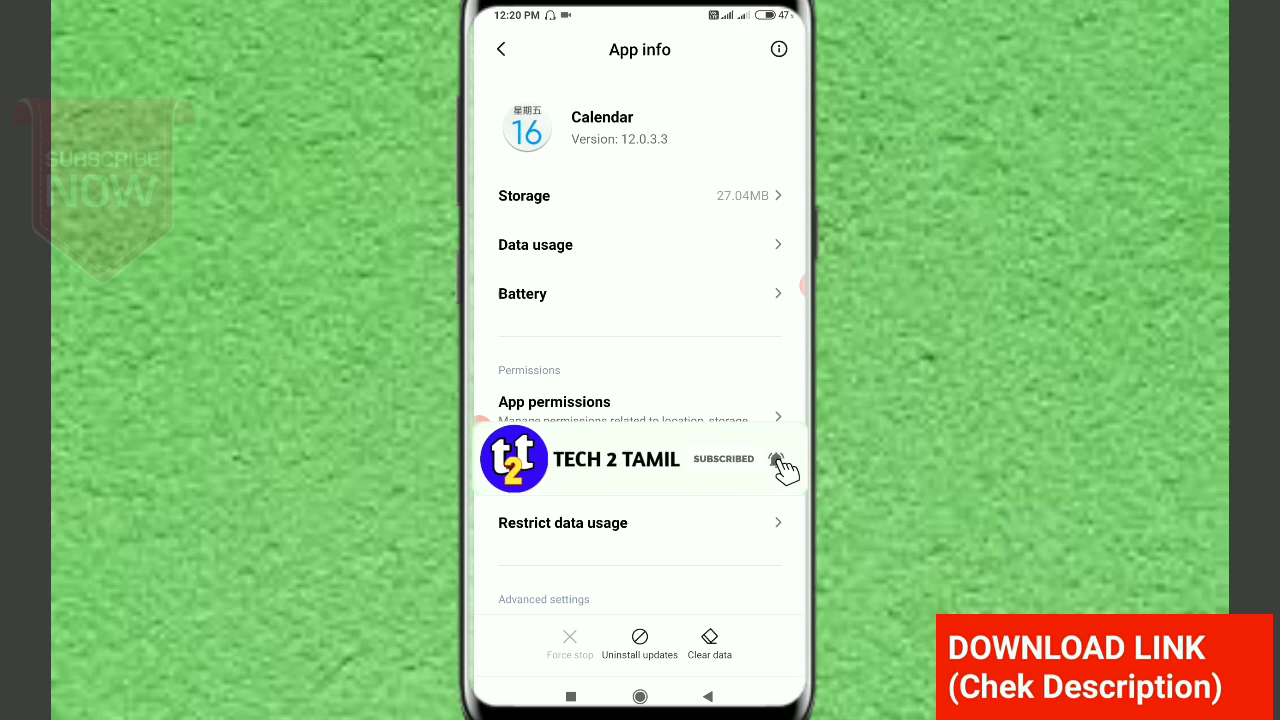 12:20 PM
47%
App info
星期五
16
Calendar
Version: 12.0.3.3
SUBSCRIBE
NOW
Storage
27.04MB
Data usage
Battery
Permissions
App permissions
Manage permissions related to location, storage,
tt2
TECH 2 TAMIL
SUBSCRIBED
Restrict data usage
Advanced settings
Force stop
Uninstall updates
Clear data
DOWNLOAD LINK
(Chek Description)